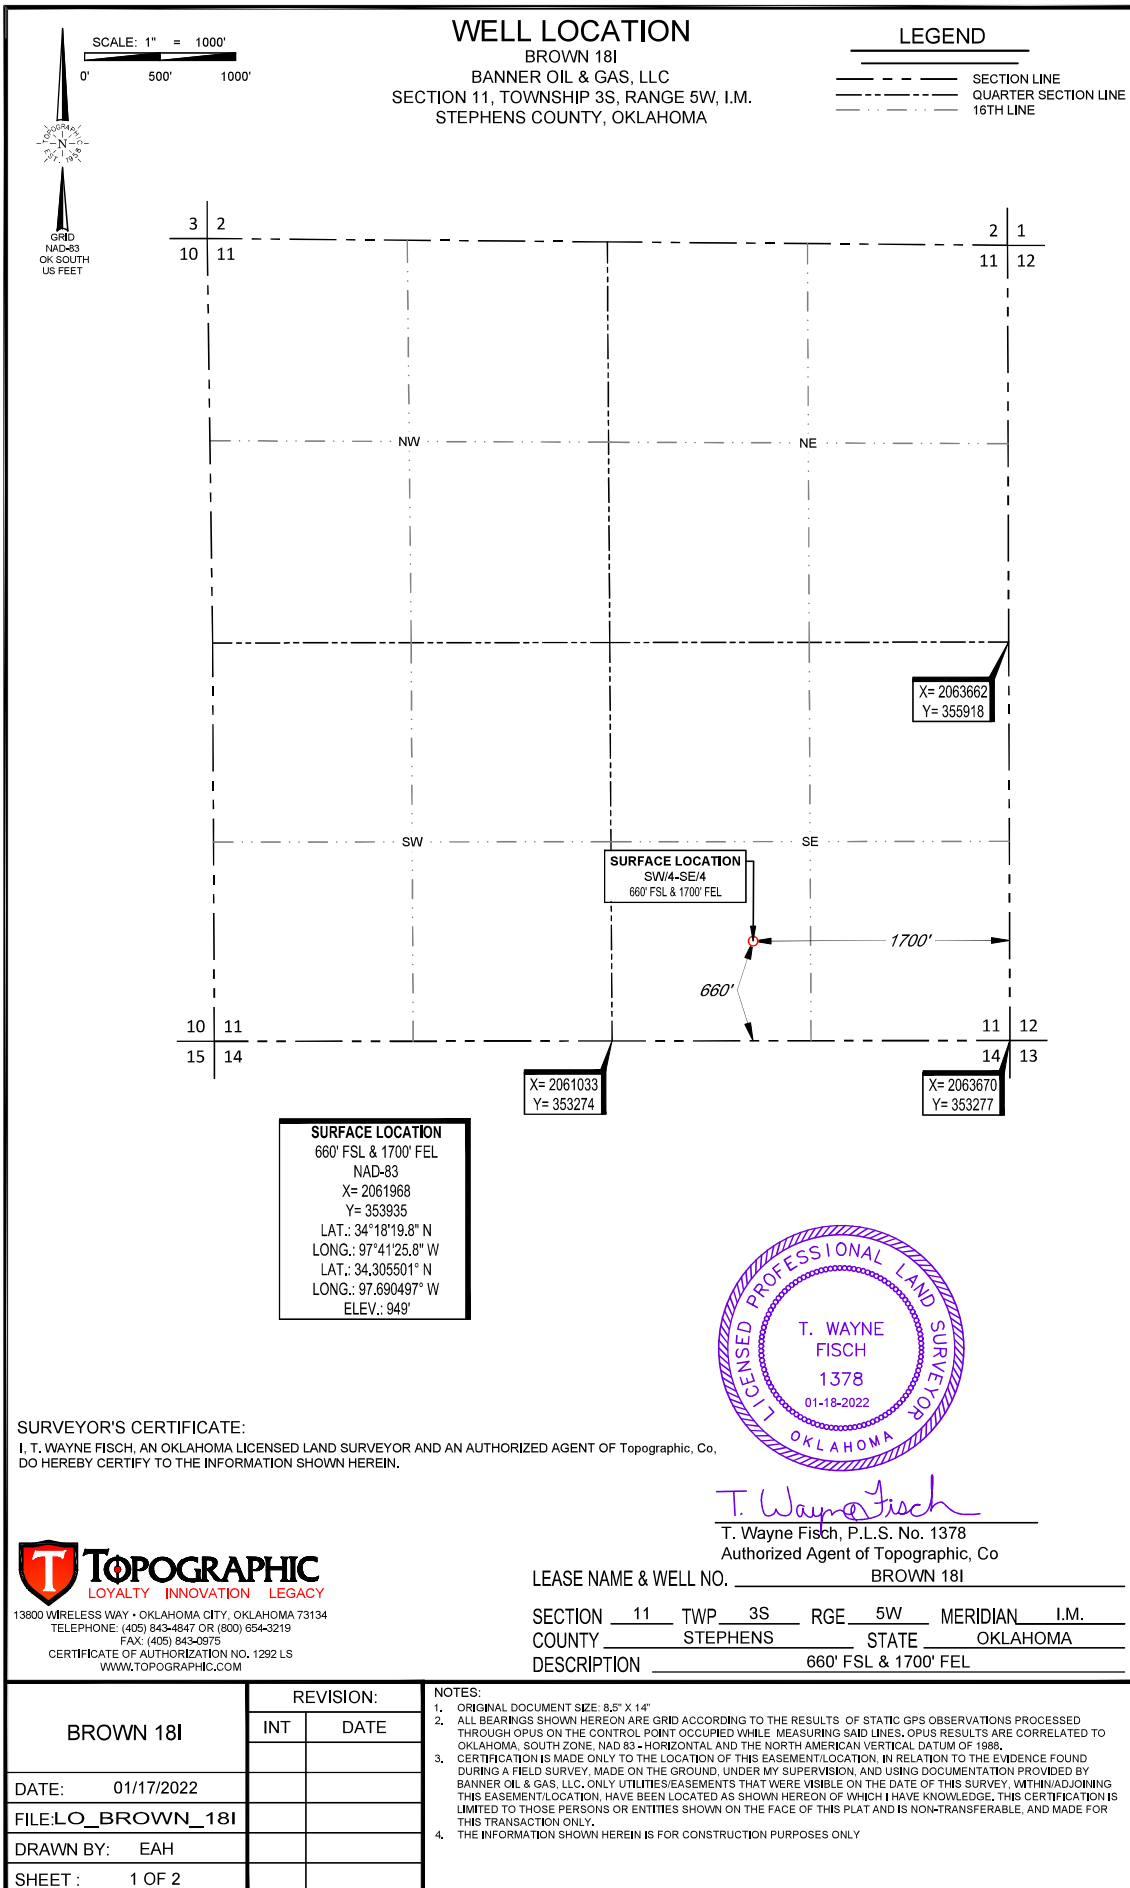 WELL LOCATION
BROWN 18I
BANNER OIL & GAS, LLC
SECTION 11, TOWNSHIP 3S, RANGE 5W, I.M.
STEPHENS COUNTY, OKLAHOMA
SCALE: 1" = 1000'
0' 500' 1000'
TOPOGRAPHIC
N
EST. 1958
GRID
NAD-83
OK SOUTH
US FEET
LEGEND
SECTION LINE
QUARTER SECTION LINE
16TH LINE
3 2
10 11
2 1
11 12
NW
NE
X= 2063662
Y= 355918
SW
SE
SURFACE LOCATION
SW/4-SE/4
660' FSL & 1700' FEL
1700'
660'
10 11
15 14
11 12
14 13
X= 2061033
Y= 353274
X= 2063670
Y= 353277
SURFACE LOCATION
660' FSL & 1700' FEL
NAD-83
X= 2061968
Y= 353935
LAT.: 34°18'19.8" N
LONG.: 97°41'25.8" W
LAT.: 34.305501° N
LONG.: 97.690497° W
ELEV.: 949'
LICENSED PROFESSIONAL LAND SURVEYOR
T. WAYNE
FISCH
1378
01-18-2022
OKLAHOMA
SURVEYOR'S CERTIFICATE:
I, T. WAYNE FISCH, AN OKLAHOMA LICENSED LAND SURVEYOR AND AN AUTHORIZED AGENT OF Topographic, Co,
DO HEREBY CERTIFY TO THE INFORMATION SHOWN HEREIN.
T. Wayne Fisch
T. Wayne Fisch, P.L.S. No. 1378
Authorized Agent of Topographic, Co
T TOPOGRAPHIC
LOYALTY INNOVATION LEGACY
13800 WIRELESS WAY • OKLAHOMA CITY, OKLAHOMA 73134
TELEPHONE: (405) 843-4847 OR (800) 654-3219
FAX: (405) 843-0975
CERTIFICATE OF AUTHORIZATION NO. 1292 LS
WWW.TOPOGRAPHIC.COM
LEASE NAME & WELL NO. BROWN 18I
SECTION 11 TWP 3S RGE 5W MERIDIAN I.M.
COUNTY STEPHENS STATE OKLAHOMA
DESCRIPTION 660' FSL & 1700' FEL
BROWN 18I
REVISION:
INT DATE
DATE: 01/17/2022
FILE:LO_BROWN_18I
DRAWN BY: EAH
SHEET : 1 OF 2
NOTES:
1. ORIGINAL DOCUMENT SIZE: 8.5" X 14"
2. ALL BEARINGS SHOWN HEREON ARE GRID ACCORDING TO THE RESULTS OF STATIC GPS OBSERVATIONS PROCESSED
THROUGH OPUS ON THE CONTROL POINT OCCUPIED WHILE MEASURING SAID LINES. OPUS RESULTS ARE CORRELATED TO
OKLAHOMA, SOUTH ZONE, NAD 83 - HORIZONTAL AND THE NORTH AMERICAN VERTICAL DATUM OF 1988.
3. CERTIFICATION IS MADE ONLY TO THE LOCATION OF THIS EASEMENT/LOCATION, IN RELATION TO THE EVIDENCE FOUND
DURING A FIELD SURVEY, MADE ON THE GROUND, UNDER MY SUPERVISION, AND USING DOCUMENTATION PROVIDED BY
BANNER OIL & GAS, LLC. ONLY UTILITIES/EASEMENTS THAT WERE VISIBLE ON THE DATE OF THIS SURVEY, WITHIN/ADJOINING
THIS EASEMENT/LOCATION, HAVE BEEN LOCATED AS SHOWN HEREON OF WHICH I HAVE KNOWLEDGE. THIS CERTIFICATION IS
LIMITED TO THOSE PERSONS OR ENTITIES SHOWN ON THE FACE OF THIS PLAT AND IS NON-TRANSFERABLE, AND MADE FOR
THIS TRANSACTION ONLY.
4. THE INFORMATION SHOWN HEREIN IS FOR CONSTRUCTION PURPOSES ONLY